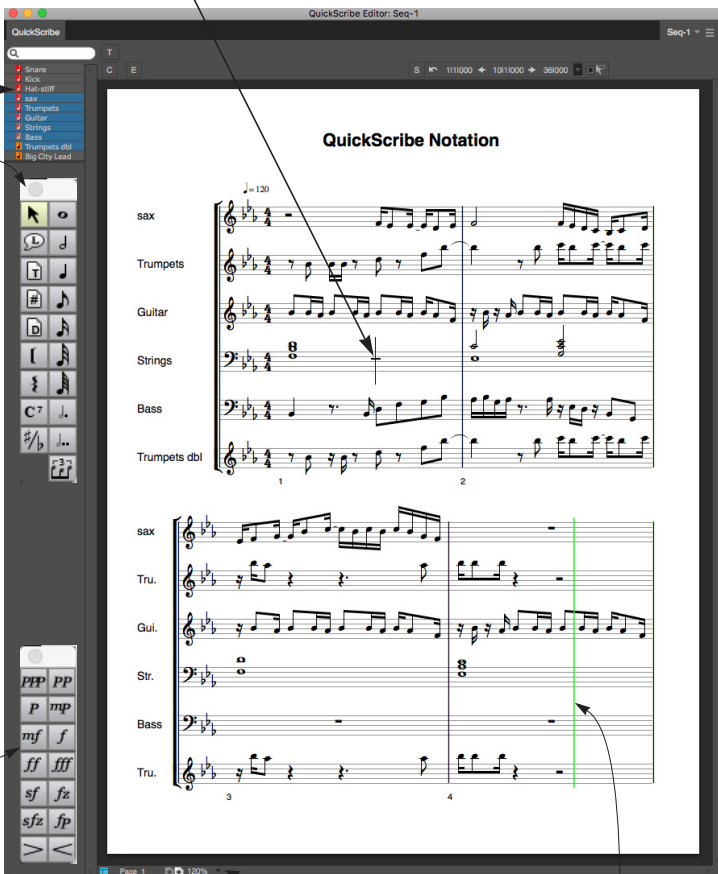 QuickScribe Editor: Seq-1
QuickScribe
Seq-1
T
C E
S 1|1|000 10|1|000 36|000
Snare
Kick
Hat-stiff
sax
Trumpets
Guitar
Strings
Bass
Trumpets dbl
Big City Lead
L
T
#
D
C7
3
ppp pp
p mp
mf f
ff fff
sf fz
sfz fp
> <
QuickScribe Notation
= 120
sax
Trumpets
Guitar
Strings
Bass
Trumpets dbl
1 2
sax
Tru.
Gui.
Str.
Bass
Tru.
3 4
Page 1 120%